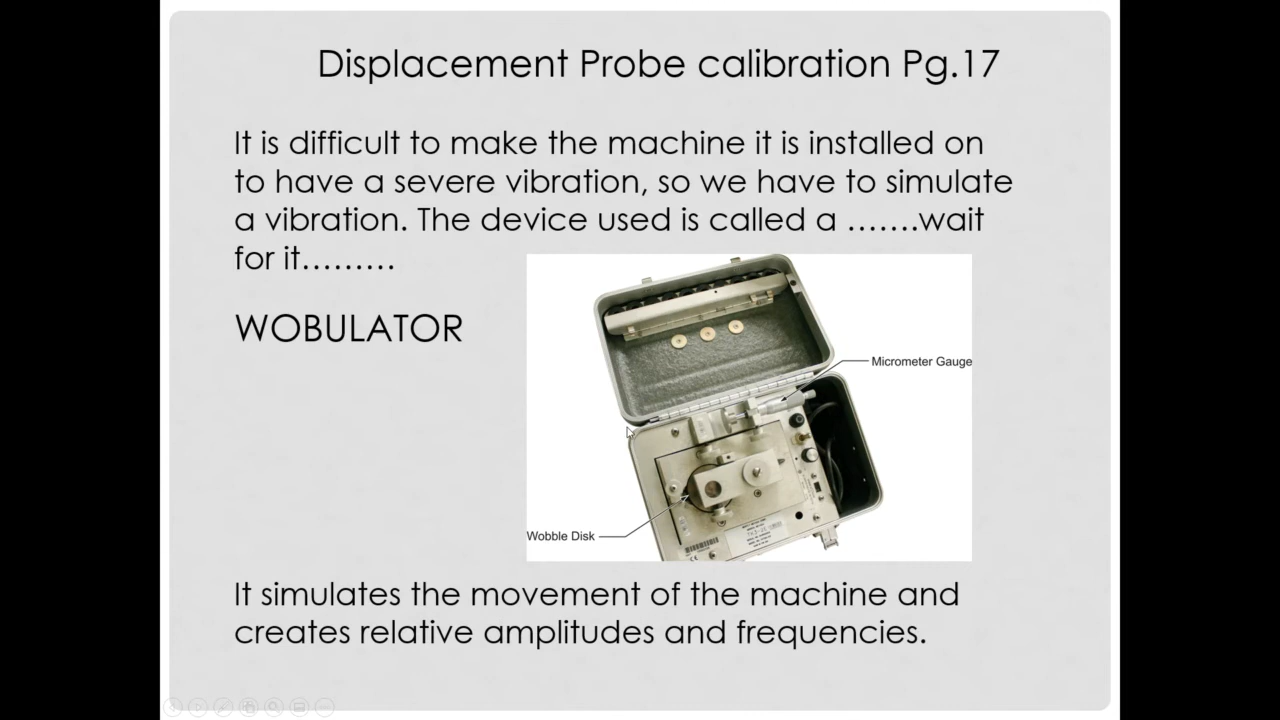 Displacement Probe calibration Pg.17
It is difficult to make the machine it is installed on
to have a severe vibration, so we have to simulate
a vibration. The device used is called a …….wait
for it………
WOBULATOR
Micrometer Gauge
Wobble Disk
It simulates the movement of the machine and
creates relative amplitudes and frequencies.